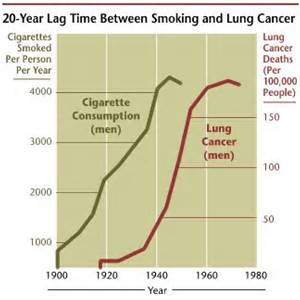 20-Year Lag Time Between Smoking and Lung Cancer
Cigarettes
Smoked
Per Person
Per Year
Lung
Cancer
Deaths
(Per
100,000
People)
4000
3000
2000
1000
Cigarette
Consumption
(men)
Lung
Cancer
(men)
150
100
50
1900
1920
1940
1960
1980
Year